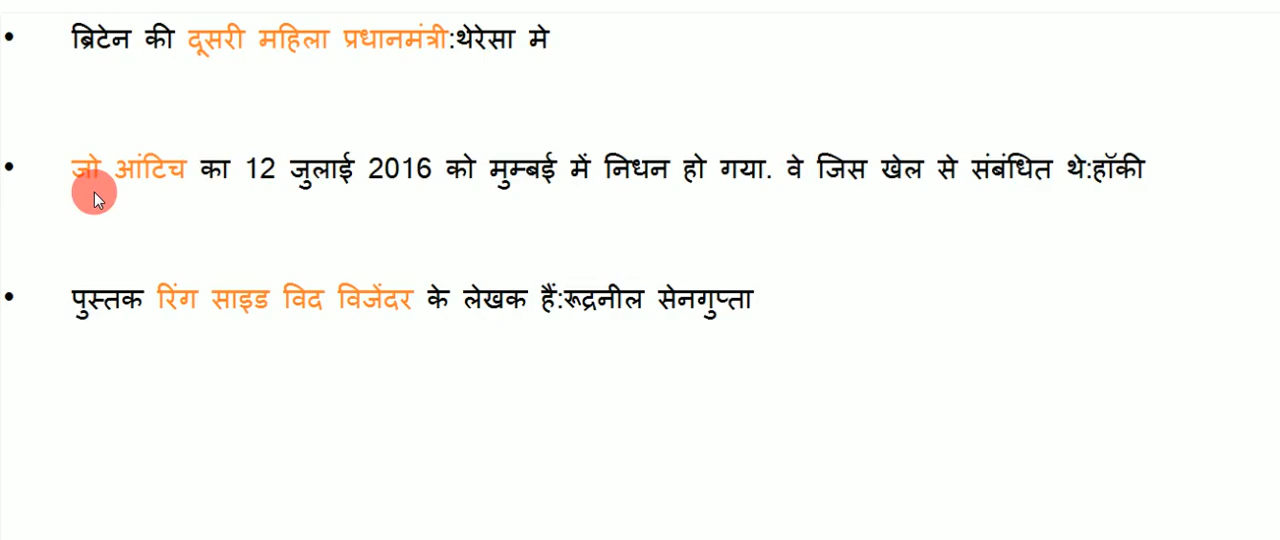 • ब्रिटेन की दूसरी महिला प्रधानमंत्री:थेरेसा मे
• जो आंटिच का 12 जुलाई 2016 को मुम्बई में निधन हो गया. वे जिस खेल से संबंधित थे:हॉकी
• पुस्तक रिंग साइड विद विजेंदर के लेखक हैं:रूद्रनील सेनगुप्ता